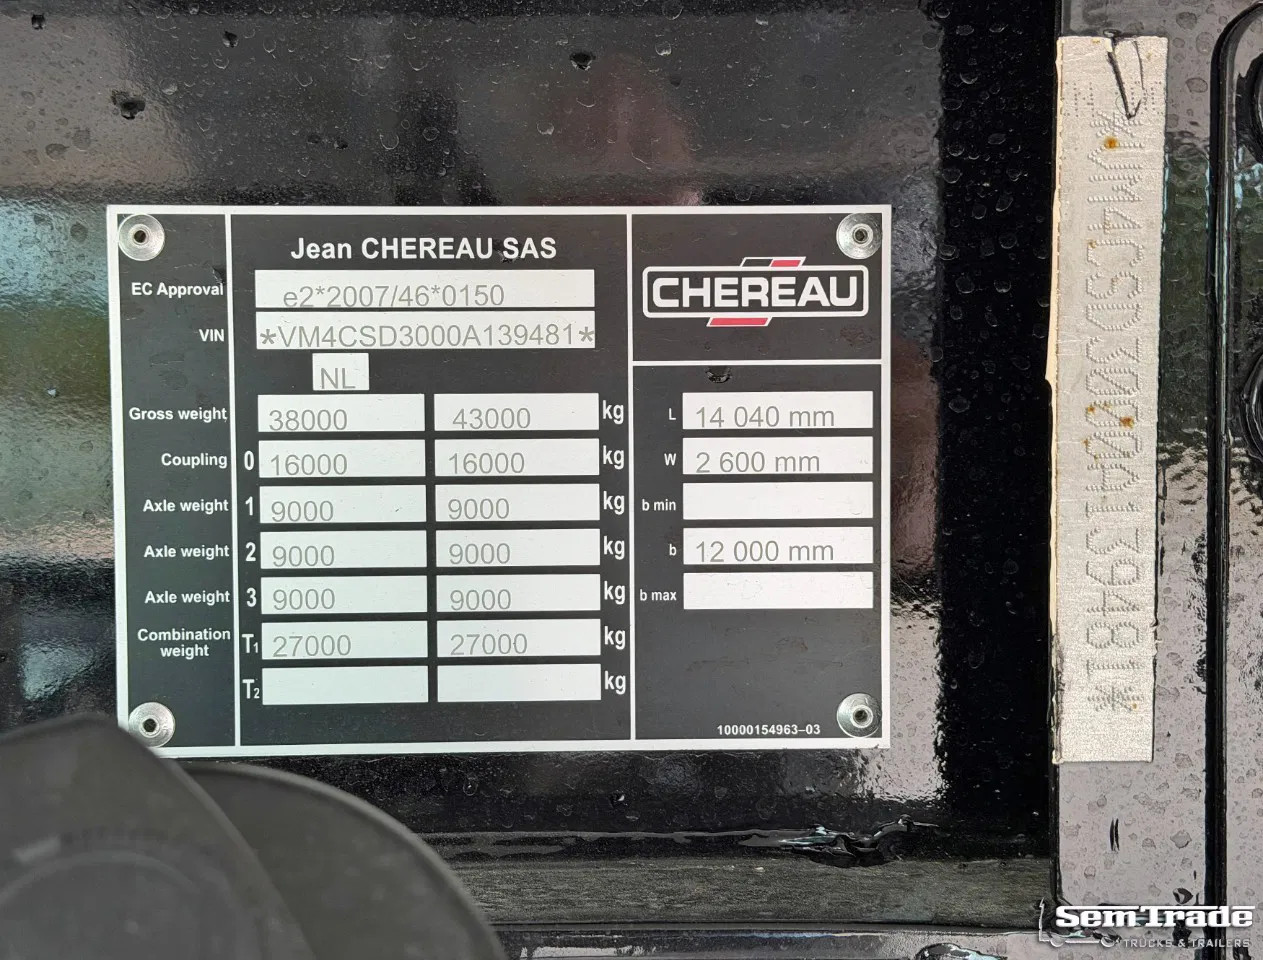 Jean CHEREAU SAS
EC Approval e2*2007/46*0150
VIN *VM4CSD3000A139481*
NL
Gross weight 38000 43000 kg
Coupling 0 16000 16000 kg
Axle weight 1 9000 9000 kg
Axle weight 2 9000 9000 kg
Axle weight 3 9000 9000 kg
Combination weight T1 27000 27000 kg
T2 kg
CHEREAU
L 14 040 mm
W 2 600 mm
b min
b 12 000 mm
b max
10000154963-03
*VM4CSD3000A139481*
SemTrade
TRUCKS & TRAILERS